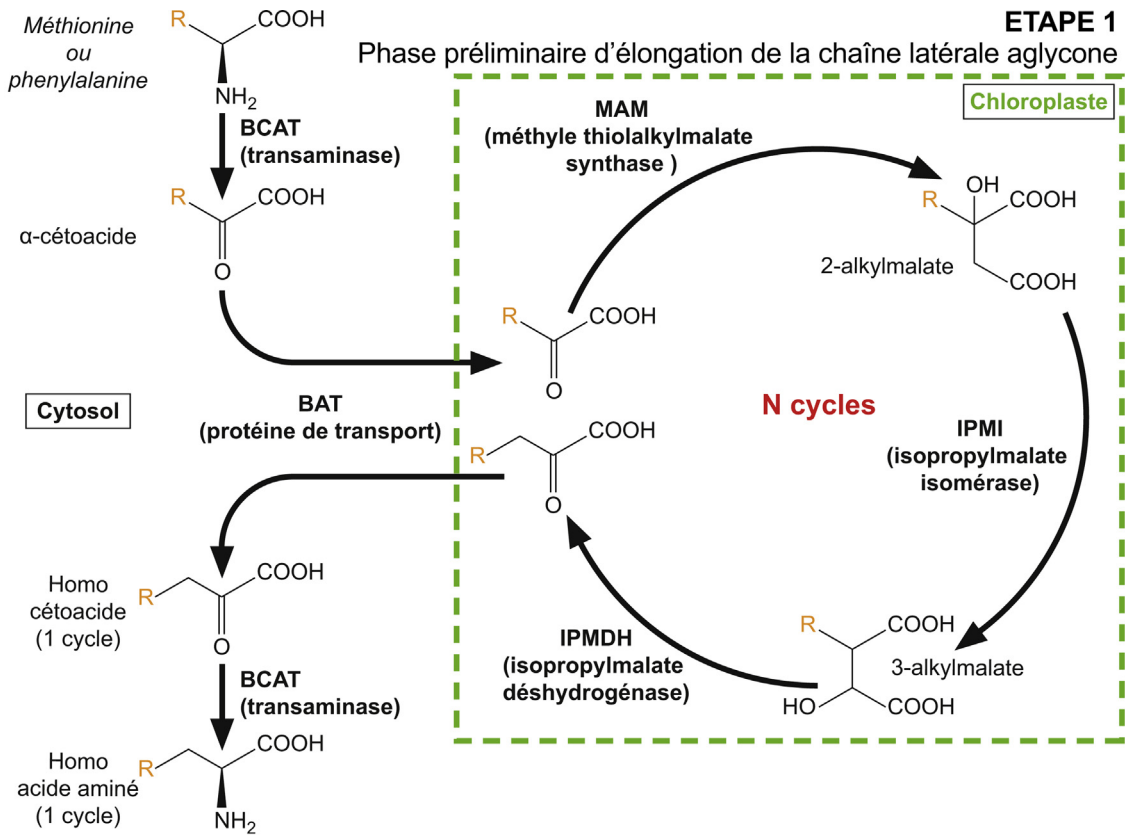 ETAPE 1
Phase préliminaire d'élongation de la chaîne latérale aglycone
Méthionine
ou
phenylalanine
R
COOH
NH2
BCAT
(transaminase)
R
COOH
α-cétoacide
O
Cytosol
BAT
(protéine de transport)
Homo
cétoacide
(1 cycle)
R
COOH
O
BCAT
(transaminase)
Homo
acide aminé
(1 cycle)
R
COOH
NH2
Chloroplaste
MAM
(méthyle thiolalkylmalate
synthase )
R
COOH
O
OH
R
COOH
COOH
2-alkylmalate
N cycles
IPMI
(isopropylmalate
isomérase)
R
COOH
HO
COOH
3-alkylmalate
IPMDH
(isopropylmalate
déshydrogénase)
R
COOH
O